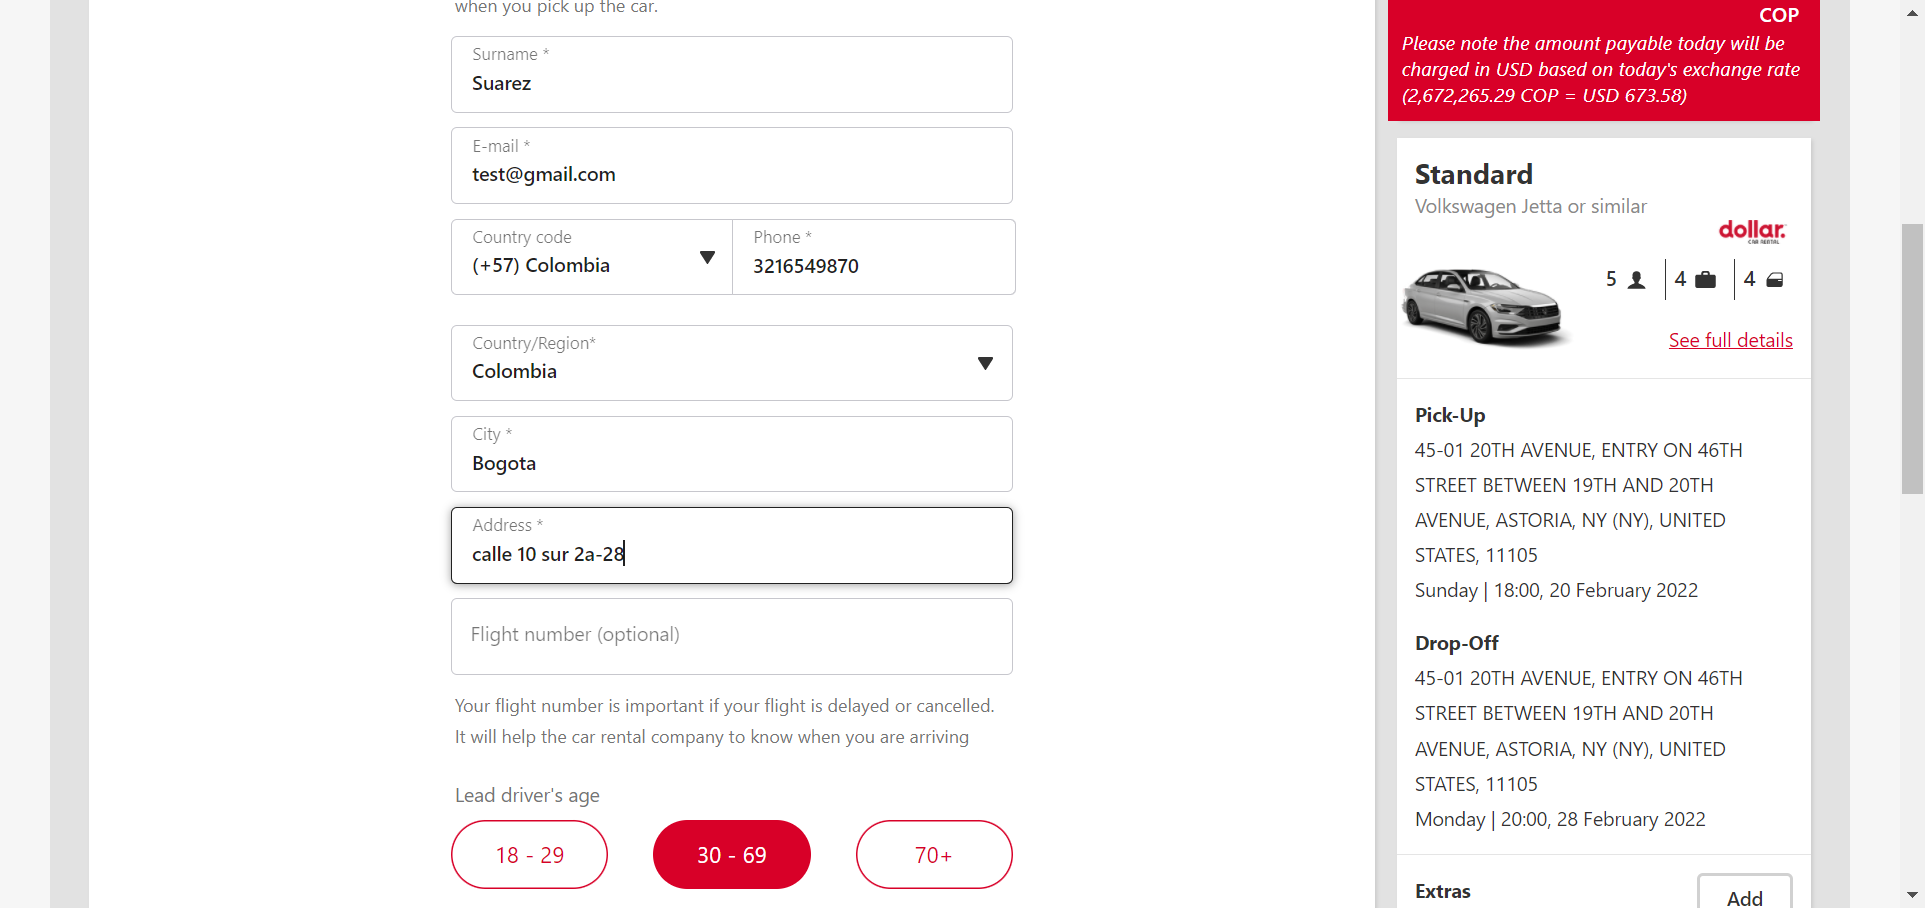 when you pick up the car.
Surname *
Suarez
E-mail *
test@gmail.com
Country code
(+57) Colombia
Phone *
3216549870
Country/Region*
Colombia
City *
Bogota
Address *
calle 10 sur 2a-28
Flight number (optional)
Your flight number is important if your flight is delayed or cancelled.
It will help the car rental company to know when you are arriving
Lead driver's age
18 - 29
30 - 69
70+
COP
Please note the amount payable today will be
charged in USD based on today's exchange rate
(2,672,265.29 COP = USD 673.58)
Standard
Volkswagen Jetta or similar
dollar.
CAR RENTAL
5
4
4
See full details
Pick-Up
45-01 20TH AVENUE, ENTRY ON 46TH
STREET BETWEEN 19TH AND 20TH
AVENUE, ASTORIA, NY (NY), UNITED
STATES, 11105
Sunday | 18:00, 20 February 2022
Drop-Off
45-01 20TH AVENUE, ENTRY ON 46TH
STREET BETWEEN 19TH AND 20TH
AVENUE, ASTORIA, NY (NY), UNITED
STATES, 11105
Monday | 20:00, 28 February 2022
Extras
Add